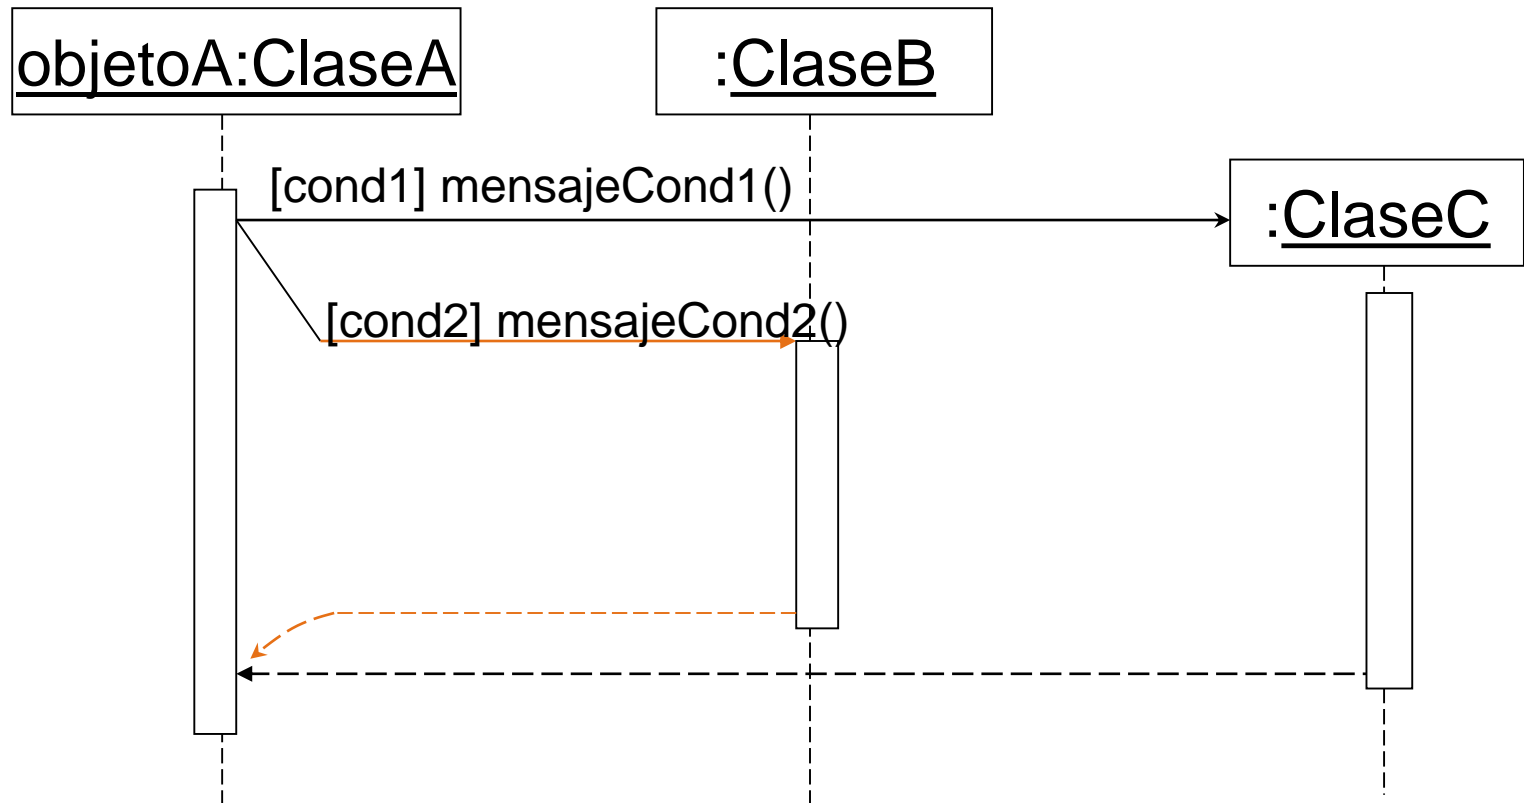 objetoA:ClaseA
:ClaseB
[cond1] mensajeCond1()
:ClaseC
[cond2] mensajeCond2()